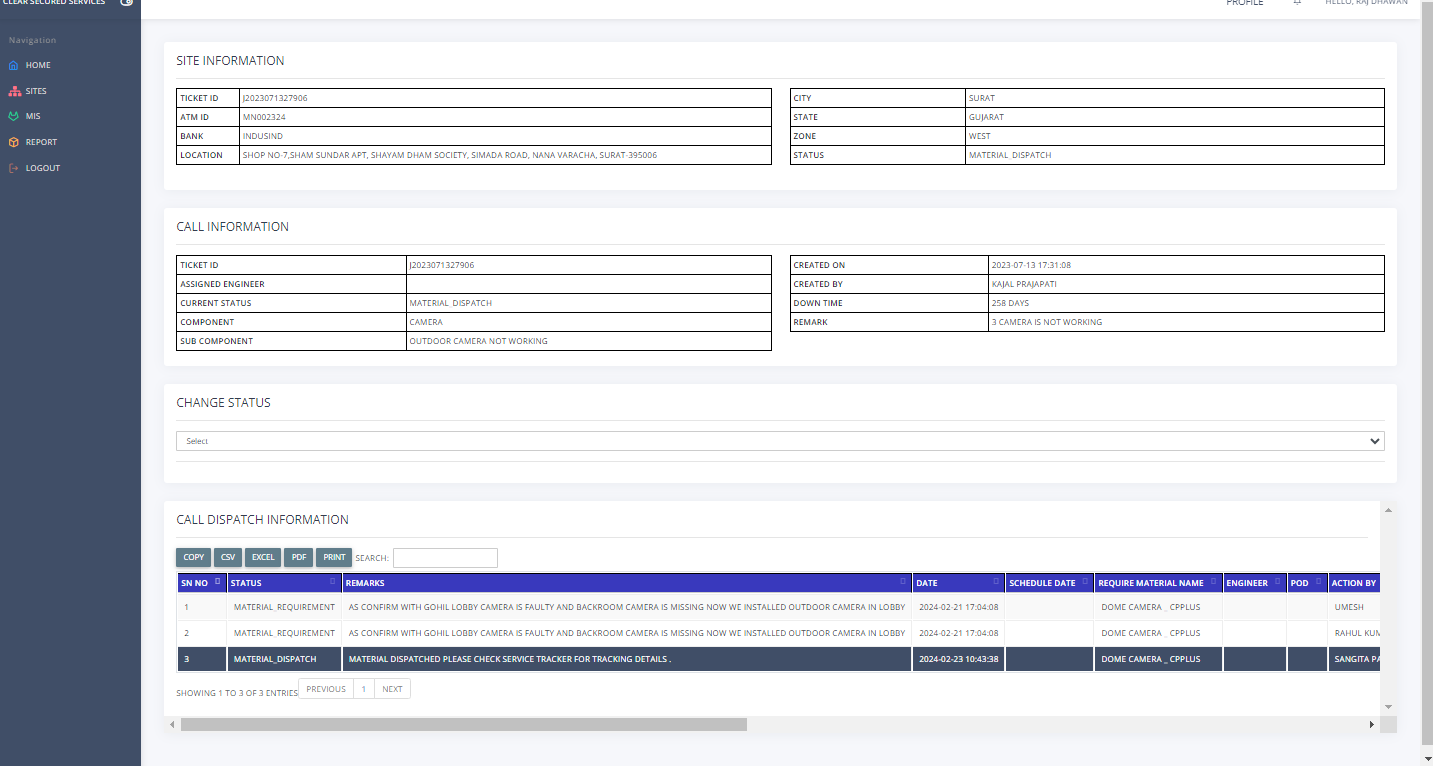 CLEAR SECURED SERVICES
PROFILE
HELLO, RAJ DHAWAN
Navigation
HOME
SITES
MIS
REPORT
LOGOUT
SITE INFORMATION
TICKET ID J2023071327906
ATM ID MN002324
BANK INDUSIND
LOCATION SHOP NO-7,SHAM SUNDAR APT, SHAYAM DHAM SOCIETY, SIMADA ROAD, NANA VARACHA, SURAT-395006
CITY SURAT
STATE GUJARAT
ZONE WEST
STATUS MATERIAL_DISPATCH
CALL INFORMATION
TICKET ID J2023071327906
ASSIGNED ENGINEER
CURRENT STATUS MATERIAL_DISPATCH
COMPONENT CAMERA
SUB COMPONENT OUTDOOR CAMERA NOT WORKING
CREATED ON 2023-07-13 17:31:08
CREATED BY KAJAL PRAJAPATI
DOWN TIME 258 DAYS
REMARK 3 CAMERA IS NOT WORKING
CHANGE STATUS
Select
CALL DISPATCH INFORMATION
COPY CSV EXCEL PDF PRINT SEARCH:
SN NO STATUS REMARKS DATE SCHEDULE DATE REQUIRE MATERIAL NAME ENGINEER POD ACTION BY
1 MATERIAL_REQUIREMENT AS CONFIRM WITH GOHIL LOBBY CAMERA IS FAULTY AND BACKROOM CAMERA IS MISSING NOW WE INSTALLED OUTDOOR CAMERA IN LOBBY 2024-02-21 17:04:08 DOME CAMERA _ CPPLUS UMESH
2 MATERIAL_REQUIREMENT AS CONFIRM WITH GOHIL LOBBY CAMERA IS FAULTY AND BACKROOM CAMERA IS MISSING NOW WE INSTALLED OUTDOOR CAMERA IN LOBBY 2024-02-21 17:04:08 DOME CAMERA _ CPPLUS RAHUL KUM
3 MATERIAL_DISPATCH MATERIAL DISPATCHED PLEASE CHECK SERVICE TRACKER FOR TRACKING DETAILS . 2024-02-23 10:43:38 DOME CAMERA _ CPPLUS SANGITA PA
SHOWING 1 TO 3 OF 3 ENTRIES PREVIOUS 1 NEXT